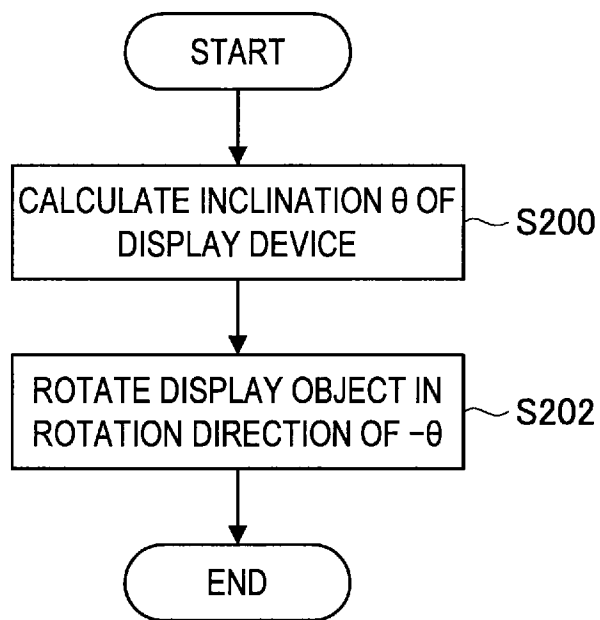 START
CALCULATE INCLINATION θ OF
DISPLAY DEVICE
S200
ROTATE DISPLAY OBJECT IN
ROTATION DIRECTION OF −θ
S202
END